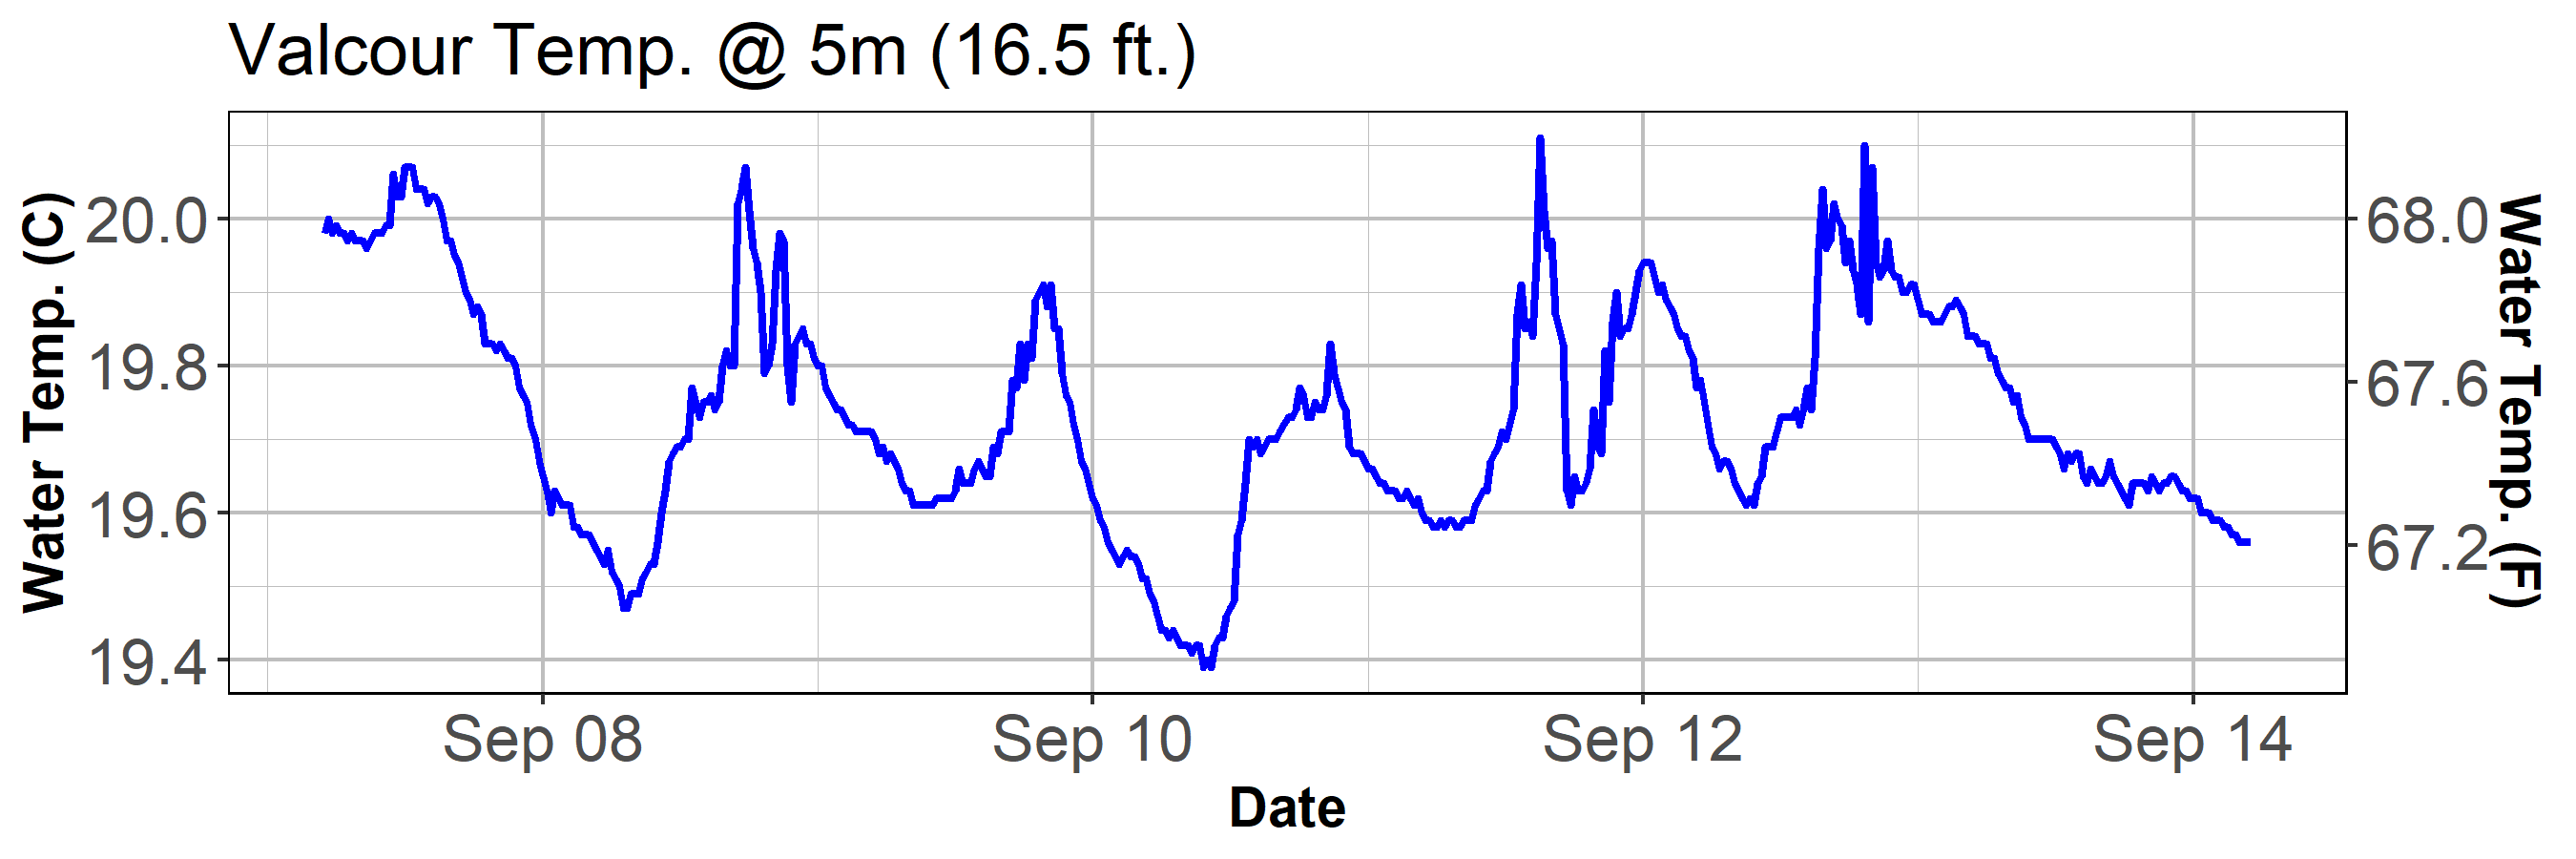 Valcour Temp. @ 5m (16.5 ft.)
Water Temp. (C)
20.0
19.8
19.6
19.4
68.0
67.6
67.2
Water Temp. (F)
Sep 08 Sep 10 Sep 12 Sep 14
Date